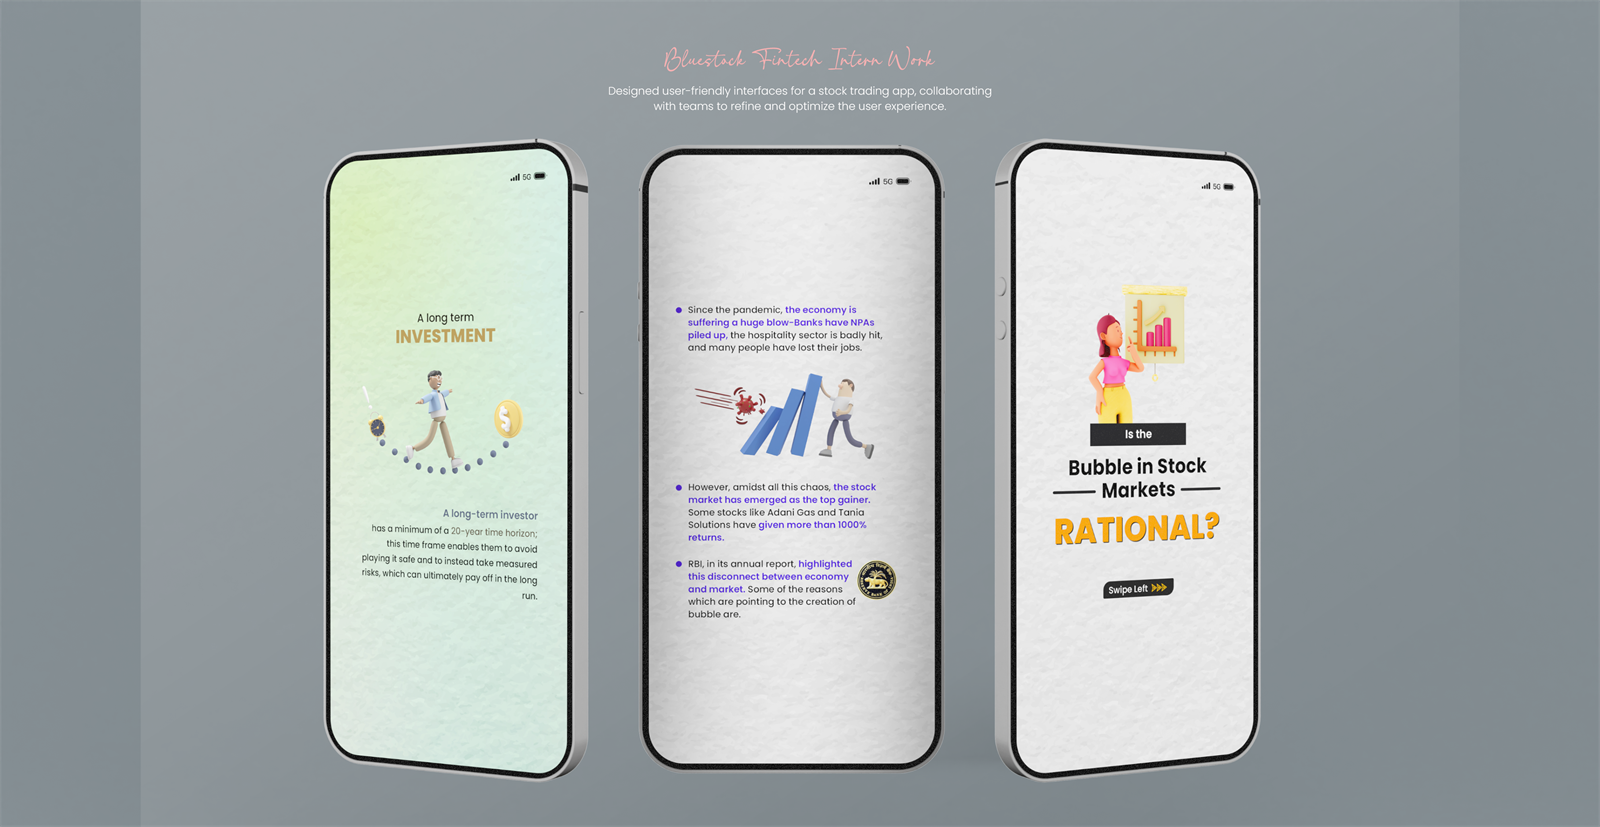 Bluestock Fintech Intern Work
Designed user-friendly interfaces for a stock trading app, collaborating
with teams to refine and optimize the user experience.
5G
A long term
INVESTMENT
A long-term investor
has a minimum of a 20-year time horizon;
this time frame enables them to avoid
playing it safe and to instead take measured
risks, which can ultimately pay off in the long
run.
5G
Since the pandemic, the economy is
suffering a huge blow-Banks have NPAs
piled up, the hospitality sector is badly hit,
and many people have lost their jobs.
However, amidst all this chaos, the stock
market has emerged as the top gainer.
Some stocks like Adani Gas and Tania
Solutions have given more than 1000%
returns.
RBI, in its annual report, highlighted
this disconnect between economy
and market. Some of the reasons
which are pointing to the creation of
bubble are.
5G
Is the
Bubble in Stock
Markets
RATIONAL?
Swipe Left